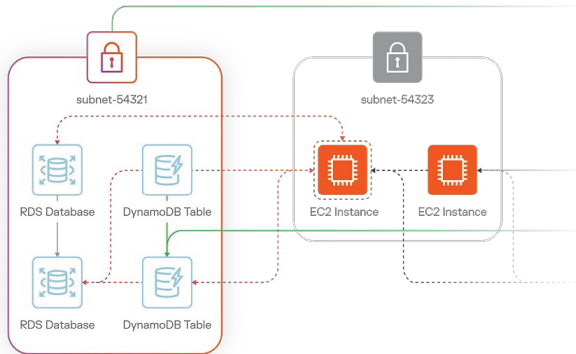 subnet-54321
subnet-54323
RDS Database
DynamoDB Table
EC2 Instance
EC2 Instance
RDS Database
DynamoDB Table